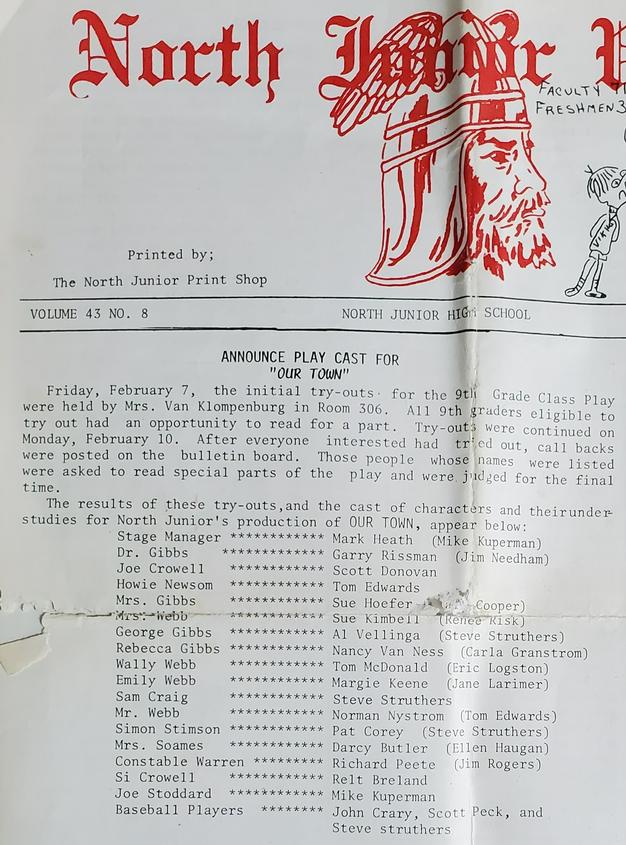 North Junior
FACULTY
FRESHMEN 3
VIKING
Printed by;
The North Junior Print Shop
VOLUME 43 NO. 8 NORTH JUNIOR HIGH SCHOOL
ANNOUNCE PLAY CAST FOR
"OUR TOWN"
Friday, February 7, the initial try-outs for the 9th Grade Class Play
were held by Mrs. Van Klompenburg in Room 306. All 9th graders eligible to
try out had an opportunity to read for a part. Try-outs were continued on
Monday, February 10. After everyone interested had tried out, call backs
were posted on the bulletin board. Those people whose names were listed
were asked to read special parts of the play and were judged for the final
time.
The results of these try-outs,and the cast of characters and theirunder-
studies for North Junior's production of OUR TOWN, appear below:
Stage Manager *********** Mark Heath (Mike Kuperman)
Dr. Gibbs ************ Garry Rissman (Jim Needham)
Joe Crowell *********** Scott Donovan
Howie Newsom *********** Tom Edwards
Mrs. Gibbs *********** Sue Hoefer Cooper)
Mrs. Webb *********** Sue Kimbell (Renee Risk)
George Gibbs *********** Al Vellinga (Steve Struthers)
Rebecca Gibbs *********** Nancy Van Ness (Carla Granstrom)
Wally Webb *********** Tom McDonald (Eric Logston)
Emily Webb *********** Margie Keene (Jane Larimer)
Sam Craig *********** Steve Struthers
Mr. Webb *********** Norman Nystrom (Tom Edwards)
Simon Stimson *********** Pat Corey (Steve Struthers)
Mrs. Soames *********** Darcy Butler (Ellen Haugan)
Constable Warren ********* Richard Peete (Jim Rogers)
Si Crowell *********** Relt Breland
Joe Stoddard *********** Mike Kuperman
Baseball Players ******** John Crary, Scott Peck, and
Steve struthers